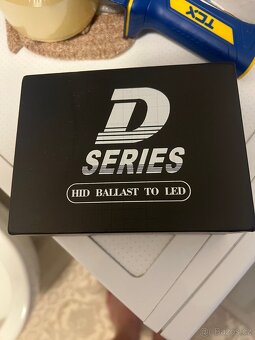 TCX
D
SERIES
HID BALLAST TO LED